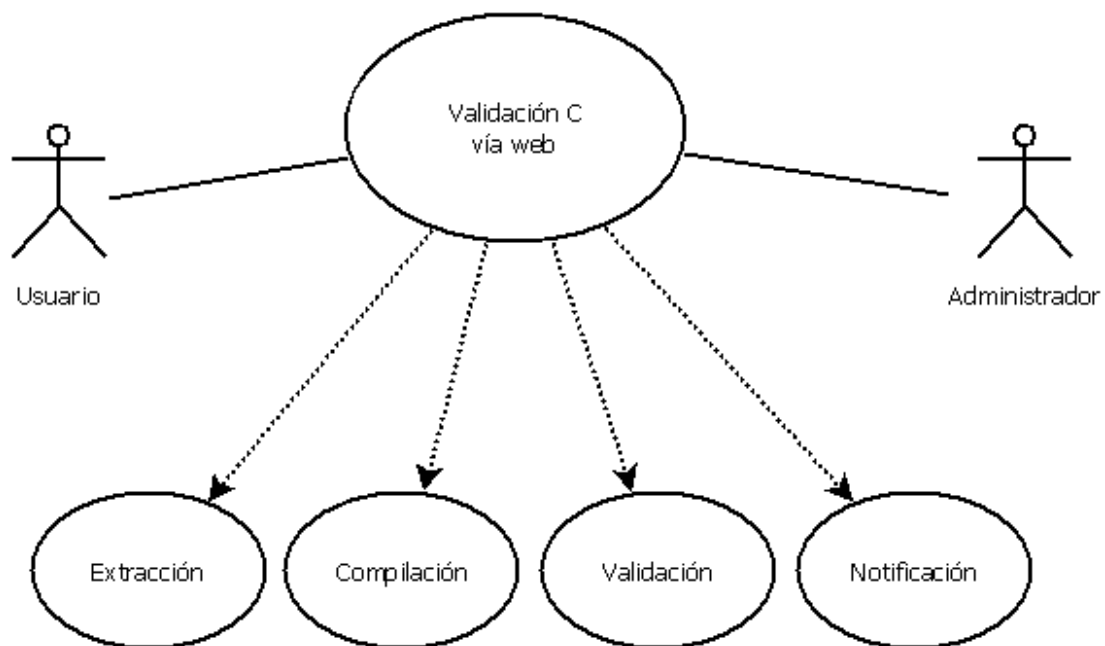 Validación C
vía web
Usuario
Administrador
Extracción
Compilación
Validación
Notificación